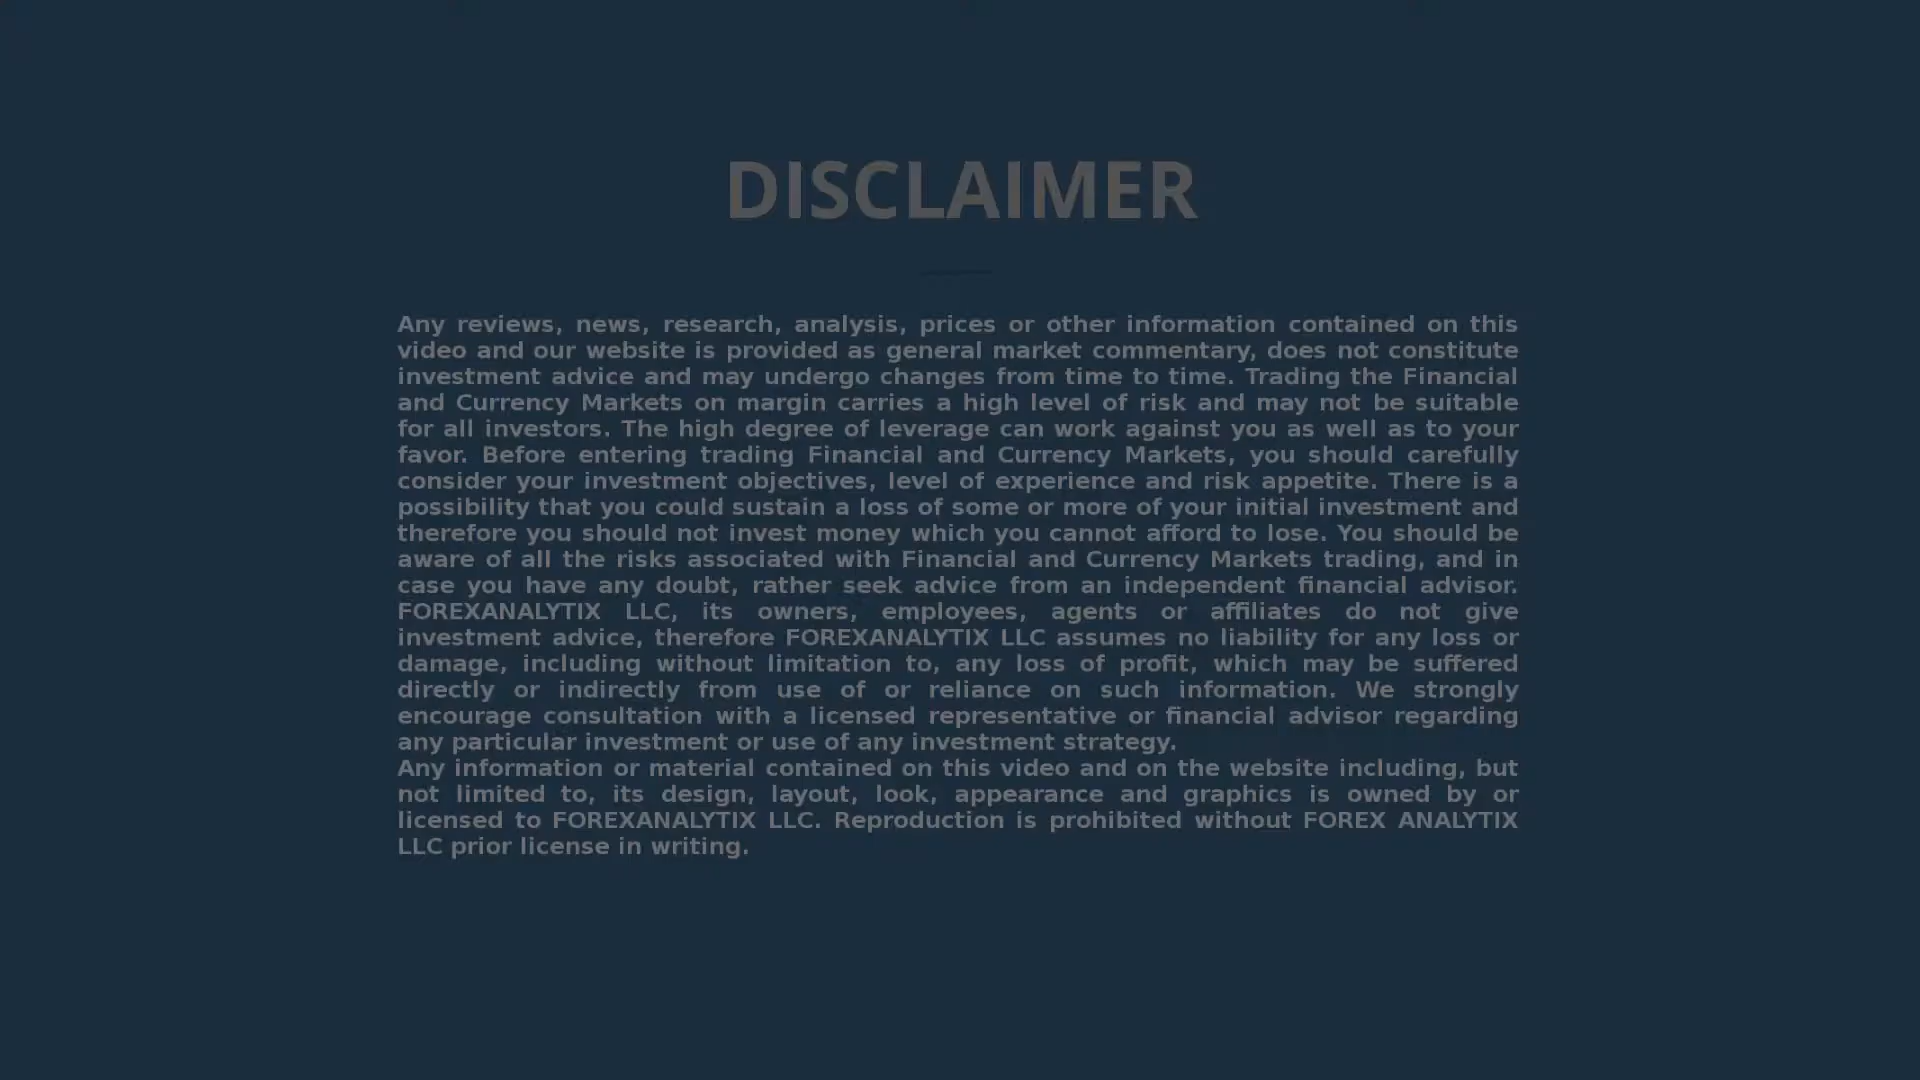 DISCLAIMER
Any reviews, news, research, analysis, prices or other information contained on this
video and our website is provided as general market commentary, does not constitute
investment advice and may undergo changes from time to time. Trading the Financial
and Currency Markets on margin carries a high level of risk and may not be suitable
for all investors. The high degree of leverage can work against you as well as to your
favor. Before entering trading Financial and Currency Markets, you should carefully
consider your investment objectives, level of experience and risk appetite. There is a
possibility that you could sustain a loss of some or more of your initial investment and
therefore you should not invest money which you cannot afford to lose. You should be
aware of all the risks associated with Financial and Currency Markets trading, and in
case you have any doubt, rather seek advice from an independent financial advisor.
FOREXANALYTIX LLC, its owners, employees, agents or affiliates do not give
investment advice, therefore FOREXANALYTIX LLC assumes no liability for any loss or
damage, including without limitation to, any loss of profit, which may be suffered
directly or indirectly from use of or reliance on such information. We strongly
encourage consultation with a licensed representative or financial advisor regarding
any particular investment or use of any investment strategy.
Any information or material contained on this video and on the website including, but
not limited to, its design, layout, look, appearance and graphics is owned by or
licensed to FOREXANALYTIX LLC. Reproduction is prohibited without FOREX ANALYTIX
LLC prior license in writing.